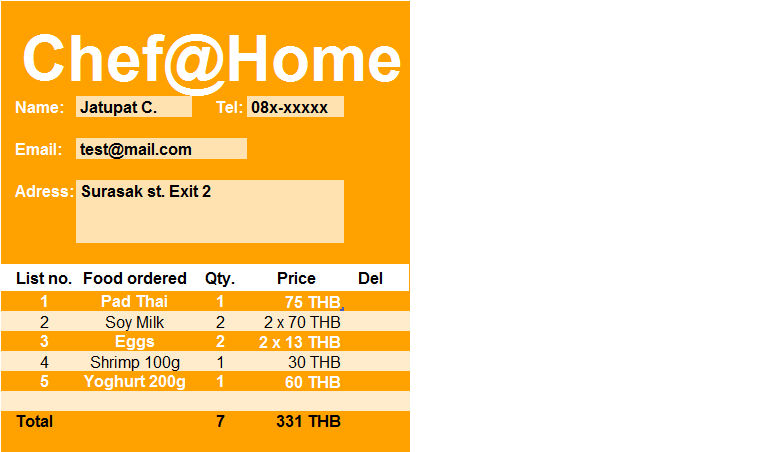 Chef@Home
Name: Jatupat C. Tel: 08x-xxxxx
Email: test@mail.com
Adress: Surasak st. Exit 2
List no. Food ordered Qty. Price Del
1 Pad Thai 1 75 THB
2 Soy Milk 2 2 x 70 THB
3 Eggs 2 2 x 13 THB
4 Shrimp 100g 1 30 THB
5 Yoghurt 200g 1 60 THB
Total 7 331 THB